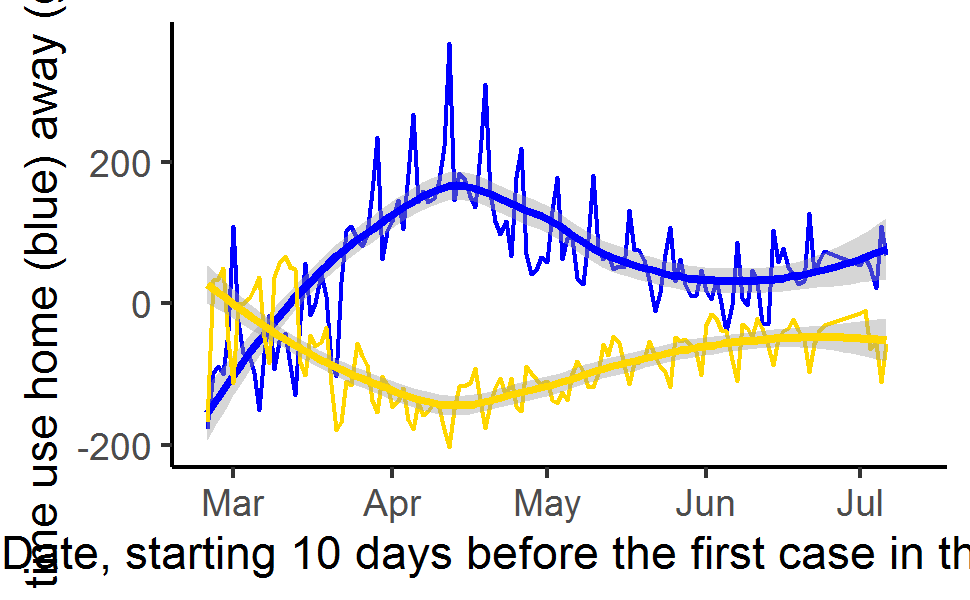 time use home (blue) away (g
200
0
-200
Mar Apr May Jun Jul
Date, starting 10 days before the first case in th